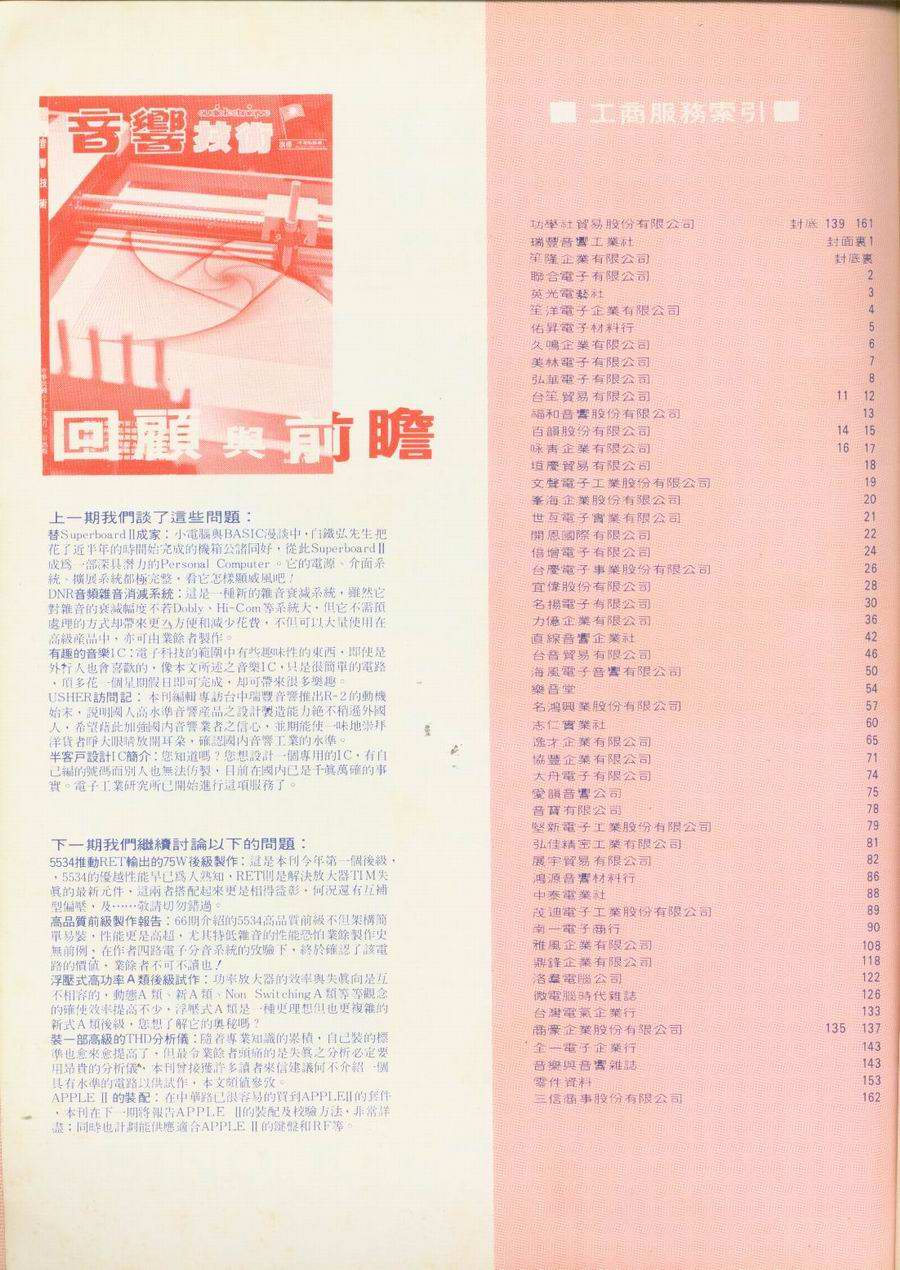 音響技術
音響技術
回顧與前瞻
上一期我們談了這些問題：
替SuperboardⅡ成家：小電腦與BASIC漫談中，白鐵弘先生把
花了近半年的時間始完成的機箱公諸同好，從此SuperboardⅡ
成爲一部深具潛力的Personal Computer。它的電源、介面系
統、擴展系統都極完整，看它怎樣顯威風吧！
DNR音頻雜音消減系統：這是一種新的雜音衰減系統，雖然它
對雜音的衰減幅度不若Dobly、Hi-Com等系統大，但它不需預
處理的方式却帶來更为方便和減少花費，不但可以大量使用在
高級產品中，亦可由業餘者製作。
有趣的音樂IC：電子科技的範圍中有些趣味性的東西，即使是
外行人也會喜歡的，像本文所述之音樂IC，只是很簡單的電路
，頂多花一個星期假日即可完成，却可帶來很多樂趣。
USHER訪問記：本刊編輯專訪台中瑞豐音響推出R-2的動機
始末，說明國人高水準音響產品之設計製造能力絕不稍遜外國
人，希望藉此加強國內音響業者之信心，並期能使一味地崇拜
洋貨者睜大眼睛放開耳朵，確認國內音響工業的水準。
半客戶設計IC簡介：您知道嗎？您想設計一個專用的IC，有自
己編的號碼而別人也無法仿製，目前在國內已是千眞萬確的事
實。電子工業研究所已開始進行這項服務了。
下一期我們繼續討論以下的問題：
5534推動RET輸出的75W後級製作：這是本刊今年第一個後級，
，5534的優越性能早已爲人熟知，RET則是解決放大器TIM失
眞的最新元件，這兩者搭配起來更是相得益彰，何況還有互補
型偏壓，及……敬請切勿錯過。
高品質前級製作報告：66期介紹的5534高品質前級不但架構簡
單易裝，性能更是高超，尤其特低雜音的性能恐怕業餘製作史
無前例，在作者四路電子分音系統的效驗下，終於確認了該電
路的價値，業餘者不可不讀也！
浮壓式高功率A類後級試作：功率放大器的效率與失眞向是互
不相容的，動態A類、新A類、Non Switching A類等等觀念
的確使效率提高不少，浮壓式A類是一種更理想但也更複雜的
新式A類後級，您想了解它的奧秘嗎？
裝一部高級的THD分析儀：隨着專業知識的累積，自己裝的標
準也愈來愈提高了，但最令業餘者頭痛的是失眞之分析必定要
用昻貴的分析儀，本刊曾接獲許多讀者來信建議何不介紹一個
具有水準的電路以供試作，本文頗值參攷。
APPLE Ⅱ的裝配：在中華路已很容易的買到APPLEⅡ的套件
，本刊在下一期將報告APPLE Ⅱ的裝配及校驗方法，非常詳
盡；同時也計劃能供應適合APPLE Ⅱ的鍵盤和RF等。
■ 工商服務索引 ■
功學社貿易股份有限公司 封底 139 161
瑞豐音響工業社 封面裏1
笙隆企業有限公司 封底裏
聯合電子有限公司 2
英光電藝社 3
笙洋電子企業有限公司 4
佑昇電子材料行 5
久鳴企業有限公司 6
美林電子有限公司 7
弘華電子有限公司 8
台笙貿易有限公司 11 12
福和音響股份有限公司 13
百韻股份有限公司 14 15
咏青企業有限公司 16 17
垣慶貿易有限公司 18
文聲電子工業股份有限公司 19
峯海企業股份有限公司 20
世亙電子實業有限公司 21
開恩國際有限公司 22
倍增電子有限公司 24
台慶電子事業股份有限公司 26
宜偉股份有限公司 28
名揚電子有限公司 30
力億企業有限公司 36
直線音響企業社 42
台音貿易有限公司 46
海風電子音響有限公司 50
樂音堂 54
名鴻興業股份有限公司 57
志仁實業社 60
逸才企業有限公司 65
協豐企業有限公司 71
大舟電子有限公司 74
愛韻音響公司 75
音寶有限公司 78
堅新電子工業股份有限公司 79
弘佳精密工業有限公司 81
展宇貿易有限公司 82
鴻源音響材料行 86
中泰電業社 88
茂迪電子工業股份有限公司 89
南一電子商行 90
雅風企業有限公司 108
鼎鋒企業有限公司 118
洛羣電腦公司 122
微電腦時代雜誌 126
台灣電氣企業行 133
商豪企業股份有限公司 135 137
全一電子企業行 143
音樂與音響雜誌 143
零件資料 153
三信商事股份有限公司 162